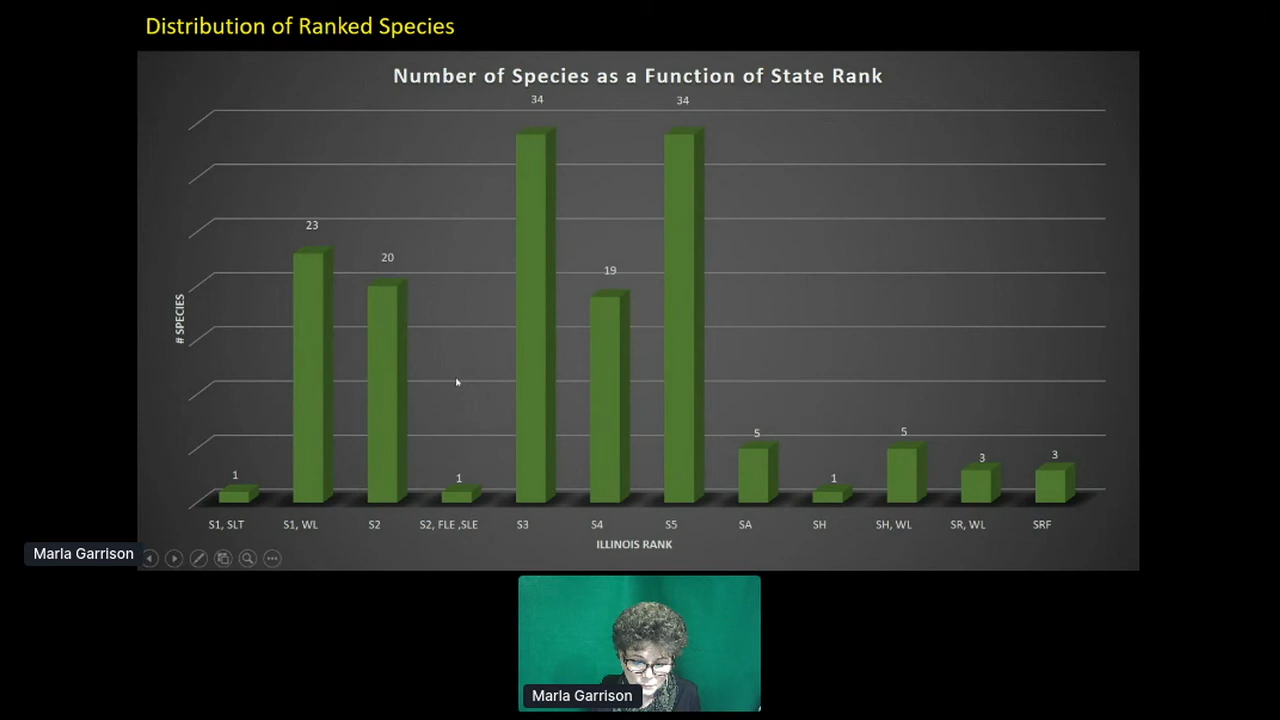 Distribution of Ranked Species
Number of Species as a Function of State Rank
34
34
23
20
19
5
5
1
1
1
3
3
# SPECIES
S1, SLT
S1, WL
S2
S2, FLE ,SLE
S3
S4
S5
SA
SH
SH, WL
SR, WL
SRF
ILLINOIS RANK
Marla Garrison
Marla Garrison